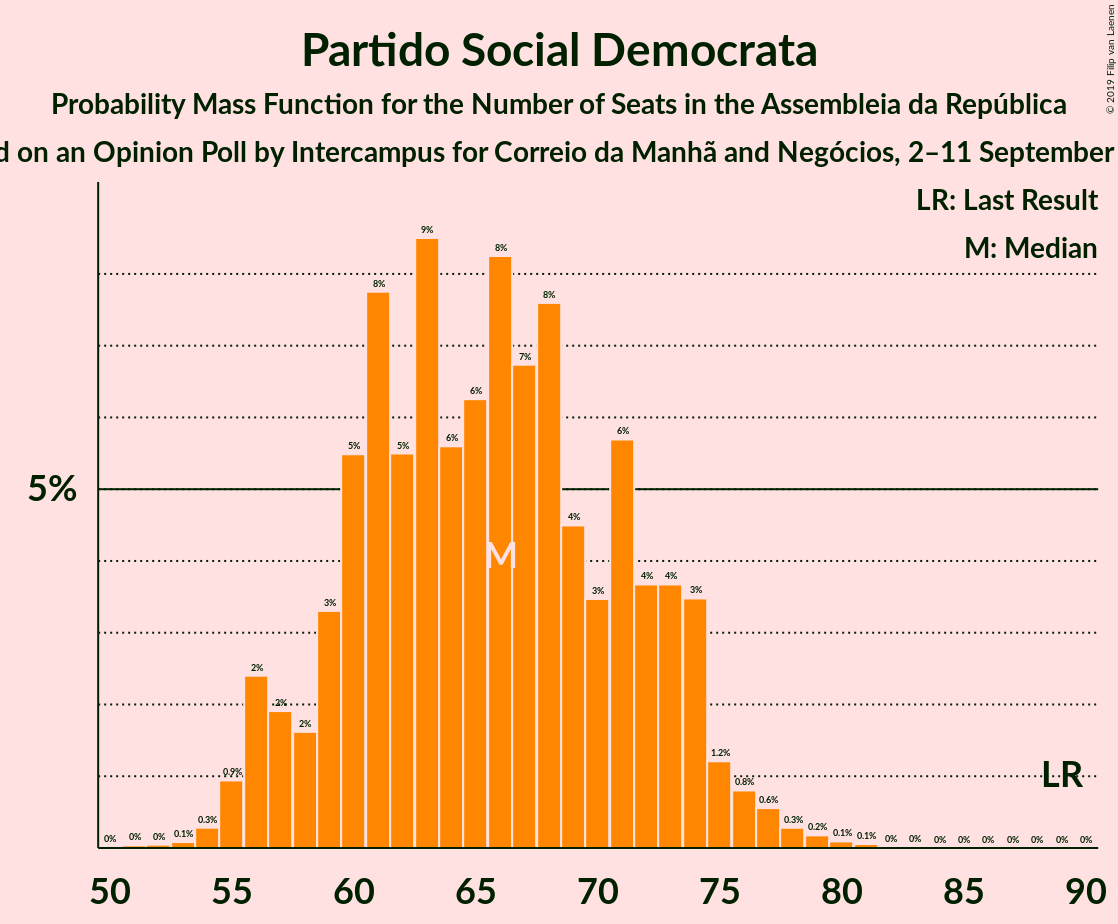 Partido Social Democrata
Probability Mass Function for the Number of Seats in the Assembleia da República
d on an Opinion Poll by Intercampus for Correio da Manhã and Negócios, 2–11 September
© 2019 Filip van Laenen
LR: Last Result
M: Median
5%
0% 0% 0% 0.1% 0.3% 0.9% 2% 2% 2% 3% 5% 8% 5% 9% 6% 6% 8% 7% 8% 4% 3% 6% 4% 4% 3% 1.2% 0.8% 0.6% 0.3% 0.2% 0.1% 0.1% 0% 0% 0% 0% 0% 0% 0% 0% 0%
M
LR
50 55 60 65 70 75 80 85 90